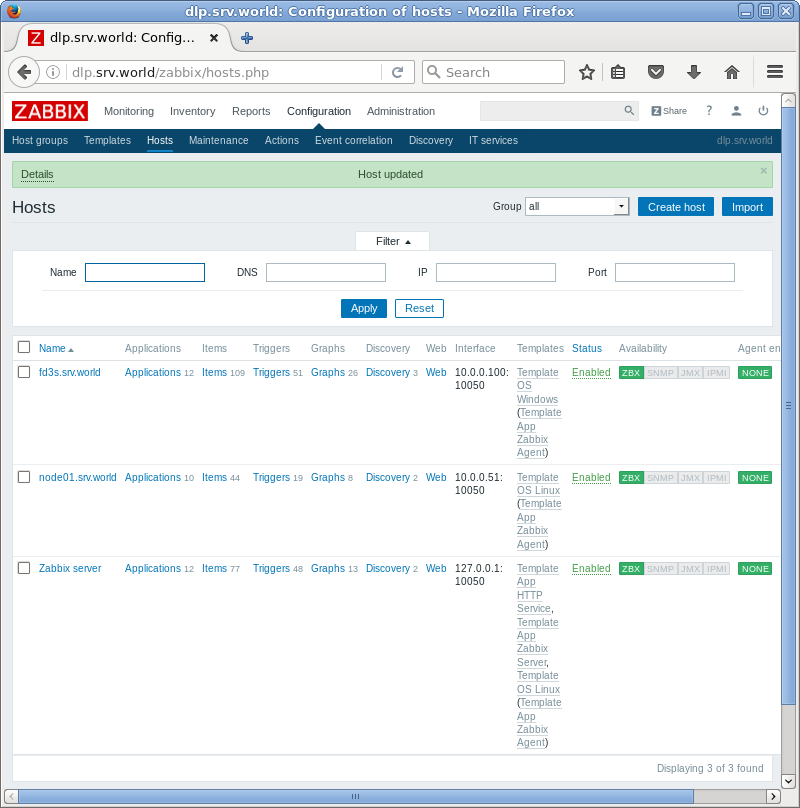 dlp.srv.world: Configuration of hosts - Mozilla Firefox
Z dlp.srv.world: Config...
dlp.srv.world/zabbix/hosts.php Search
ZABBIX Monitoring Inventory Reports Configuration Administration Z Share ?
Host groups Templates Hosts Maintenance Actions Event correlation Discovery IT services dlp.srv.world
Details Host updated
Hosts Group all Create host Import
Filter
Name DNS IP Port
Apply Reset
Name Applications Items Triggers Graphs Discovery Web Interface Templates Status Availability Agent en
fd3s.srv.world Applications 12 Items 109 Triggers 51 Graphs 26 Discovery 3 Web 10.0.0.100: Template Enabled ZBX SNMP JMX IPMI NONE
10050 OS
Windows
(Template
App
Zabbix
Agent)
node01.srv.world Applications 10 Items 44 Triggers 19 Graphs 8 Discovery 2 Web 10.0.0.51: Template Enabled ZBX SNMP JMX IPMI NONE
10050 OS Linux
(Template
App
Zabbix
Agent)
Zabbix server Applications 12 Items 77 Triggers 48 Graphs 13 Discovery 2 Web 127.0.0.1: Template Enabled ZBX SNMP JMX IPMI NONE
10050 App
HTTP
Service,
Template
App
Zabbix
Server,
Template
OS Linux
(Template
App
Zabbix
Agent)
Displaying 3 of 3 found